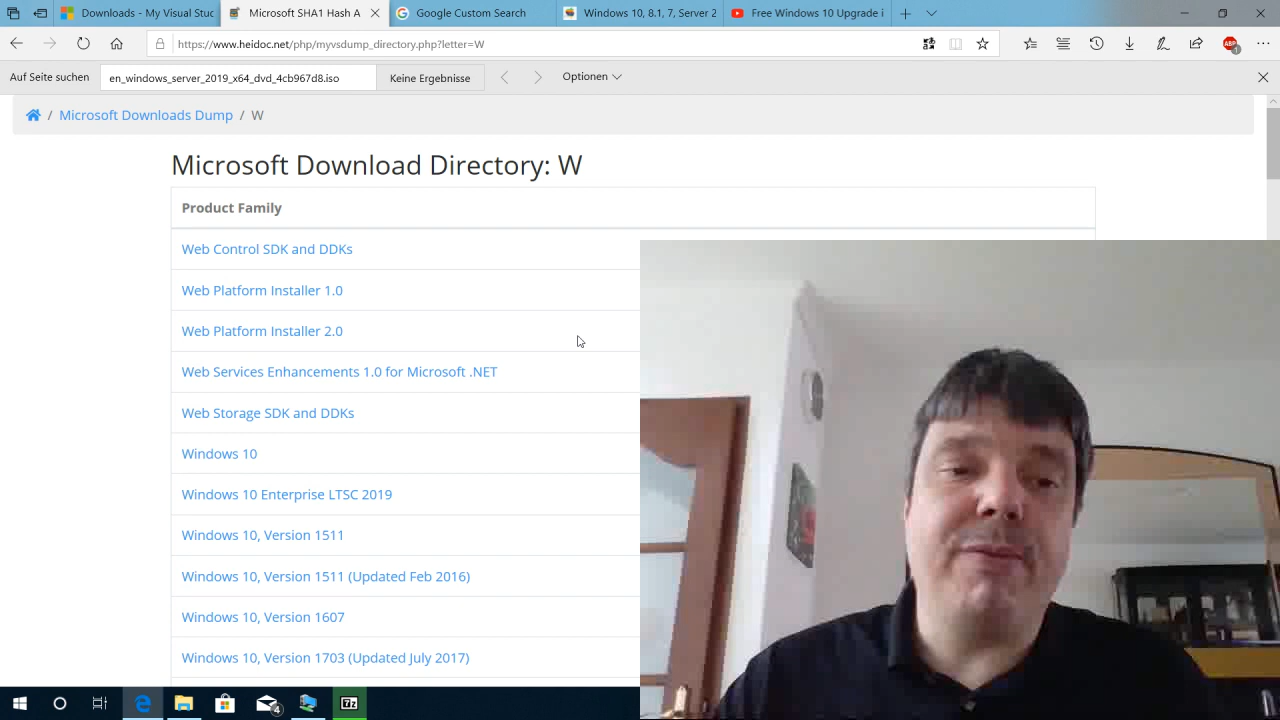 Download Hash A
Microsoft Downloads A
Google Custom Search
Windows 10, 8.1, 7, Server 2
Free Windows 10 Upgrade i
https://www.heidoc.net/php/myvsdump_directory.php?letter=W
ABP
1
Auf Seite suchen
en_windows_server_2019_x64_dvd_4cb967d8.iso
Keine Ergebnisse
Optionen
/ Microsoft Downloads Dump / W
Microsoft Download Directory: W
Product Family
Web Control SDK and DDKs
Web Platform Installer 1.0
Web Platform Installer 2.0
Web Services Enhancements 1.0 for Microsoft .NET
Web Storage SDK and DDKs
Windows 10
Windows 10 Enterprise LTSC 2019
Windows 10, Version 1511
Windows 10, Version 1511 (Updated Feb 2016)
Windows 10, Version 1607
Windows 10, Version 1703 (Updated July 2017)
4
7z